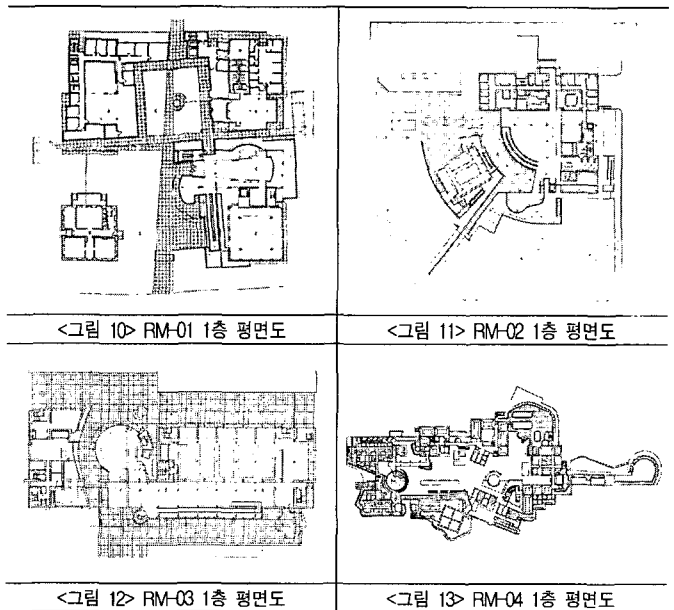 <그림 10> RM-01 1층 평면도
<그림 11> RM-02 1층 평면도
<그림 12> RM-03 1층 평면도
<그림 13> RM-04 1층 평면도